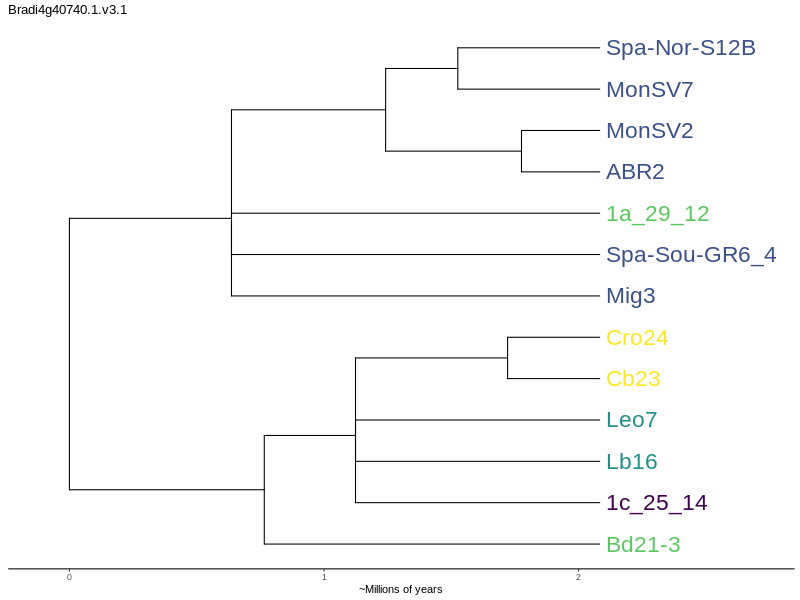 Bradi4g40740.1.v3.1
Spa-Nor-S12B
MonSV7
MonSV2
ABR2
1a_29_12
Spa-Sou-GR6_4
Mig3
Cro24
Cb23
Leo7
Lb16
1c_25_14
Bd21-3
0 1 2
~Millions of years